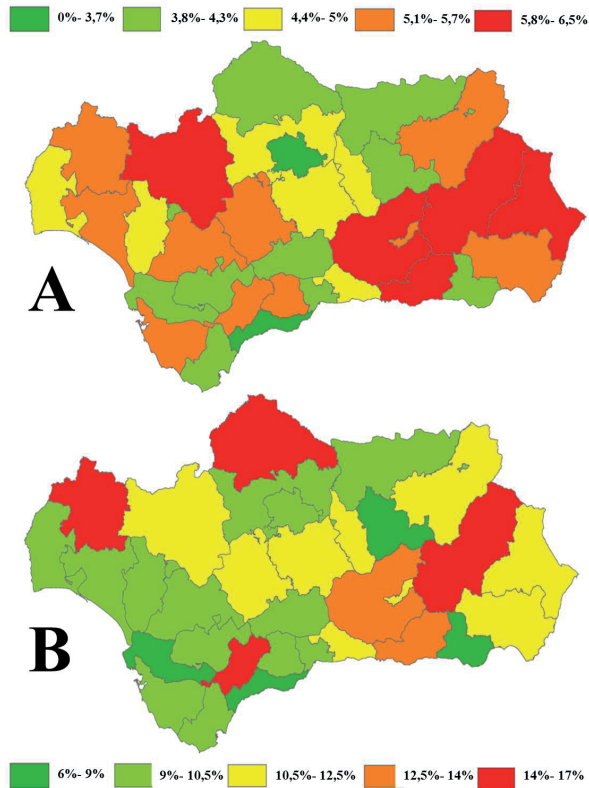 0%- 3,7% 3,8%- 4,3% 4,4%- 5% 5,1%- 5,7% 5,8%- 6,5%
A
B
6%- 9% 9%- 10,5% 10,5%- 12,5% 12,5%- 14% 14%- 17%